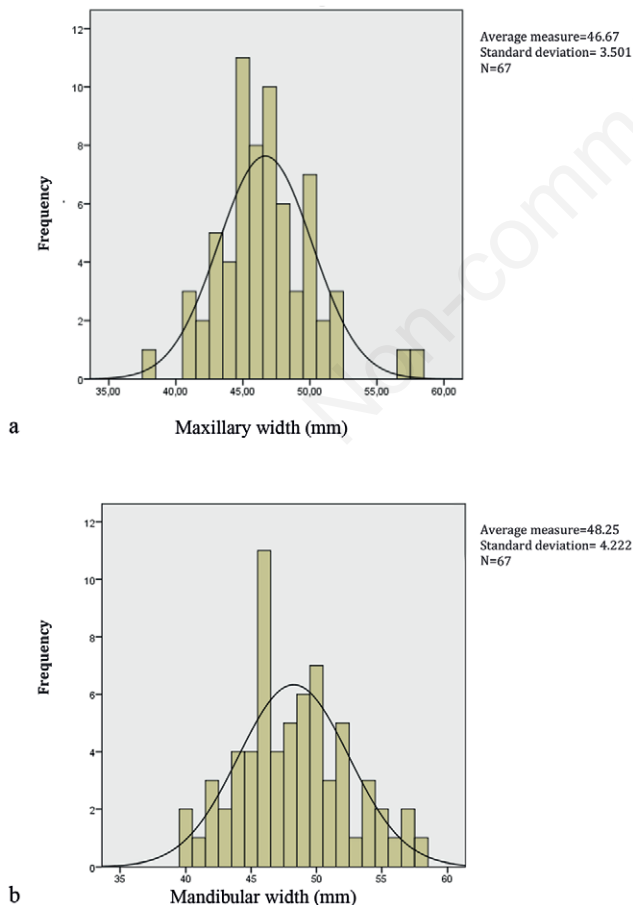 12
10
8
6
4
2
0
Frequency
35,00 40,00 45,00 50,00 55,00 60,00
Average measure=46.67
Standard deviation= 3.501
N=67
a
Maxillary width (mm)
Non-comm
12
10
8
6
4
2
0
Frequency
35 40 45 50 55 60
Average measure=48.25
Standard deviation= 4.222
N=67
b
Mandibular width (mm)